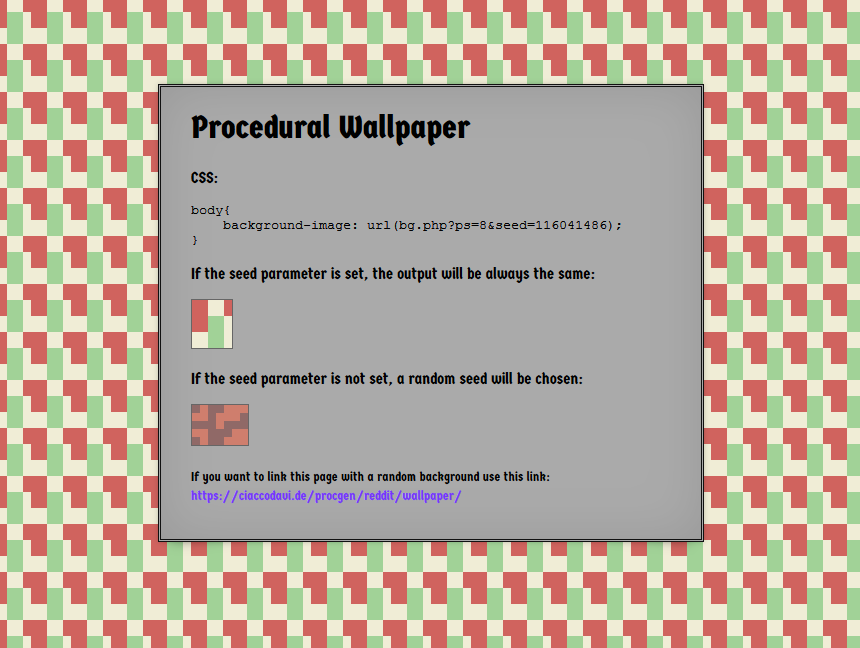 Procedural Wallpaper
CSS:
body{
    background-image: url(bg.php?ps=8&seed=116041486);
}
If the seed parameter is set, the output will be always the same:
If the seed parameter is not set, a random seed will be chosen:
If you want to link this page with a random background use this link:
https://ciaccodavi.de/procgen/reddit/wallpaper/